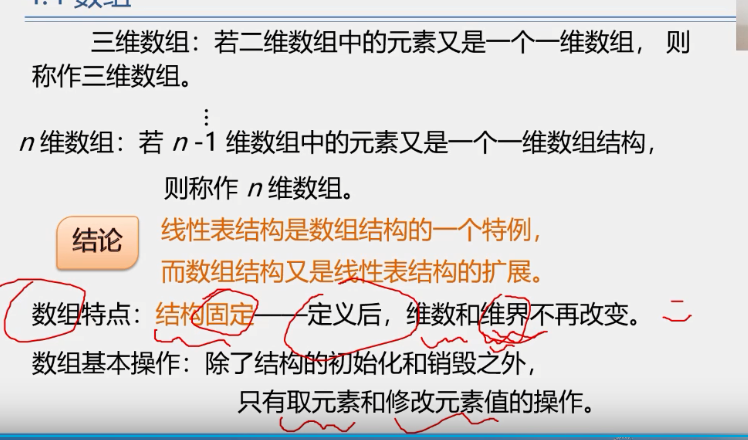 三维数组：若二维数组中的元素又是一个一维数组， 则
称作三维数组。
⋮
n 维数组：若 n -1 维数组中的元素又是一个一维数组结构，
则称作 n 维数组。
结论
线性表结构是数组结构的一个特例，
而数组结构又是线性表结构的扩展。
数组特点：结构固定——定义后，维数和维界不再改变。
数组基本操作：除了结构的初始化和销毁之外，
只有取元素和修改元素值的操作。